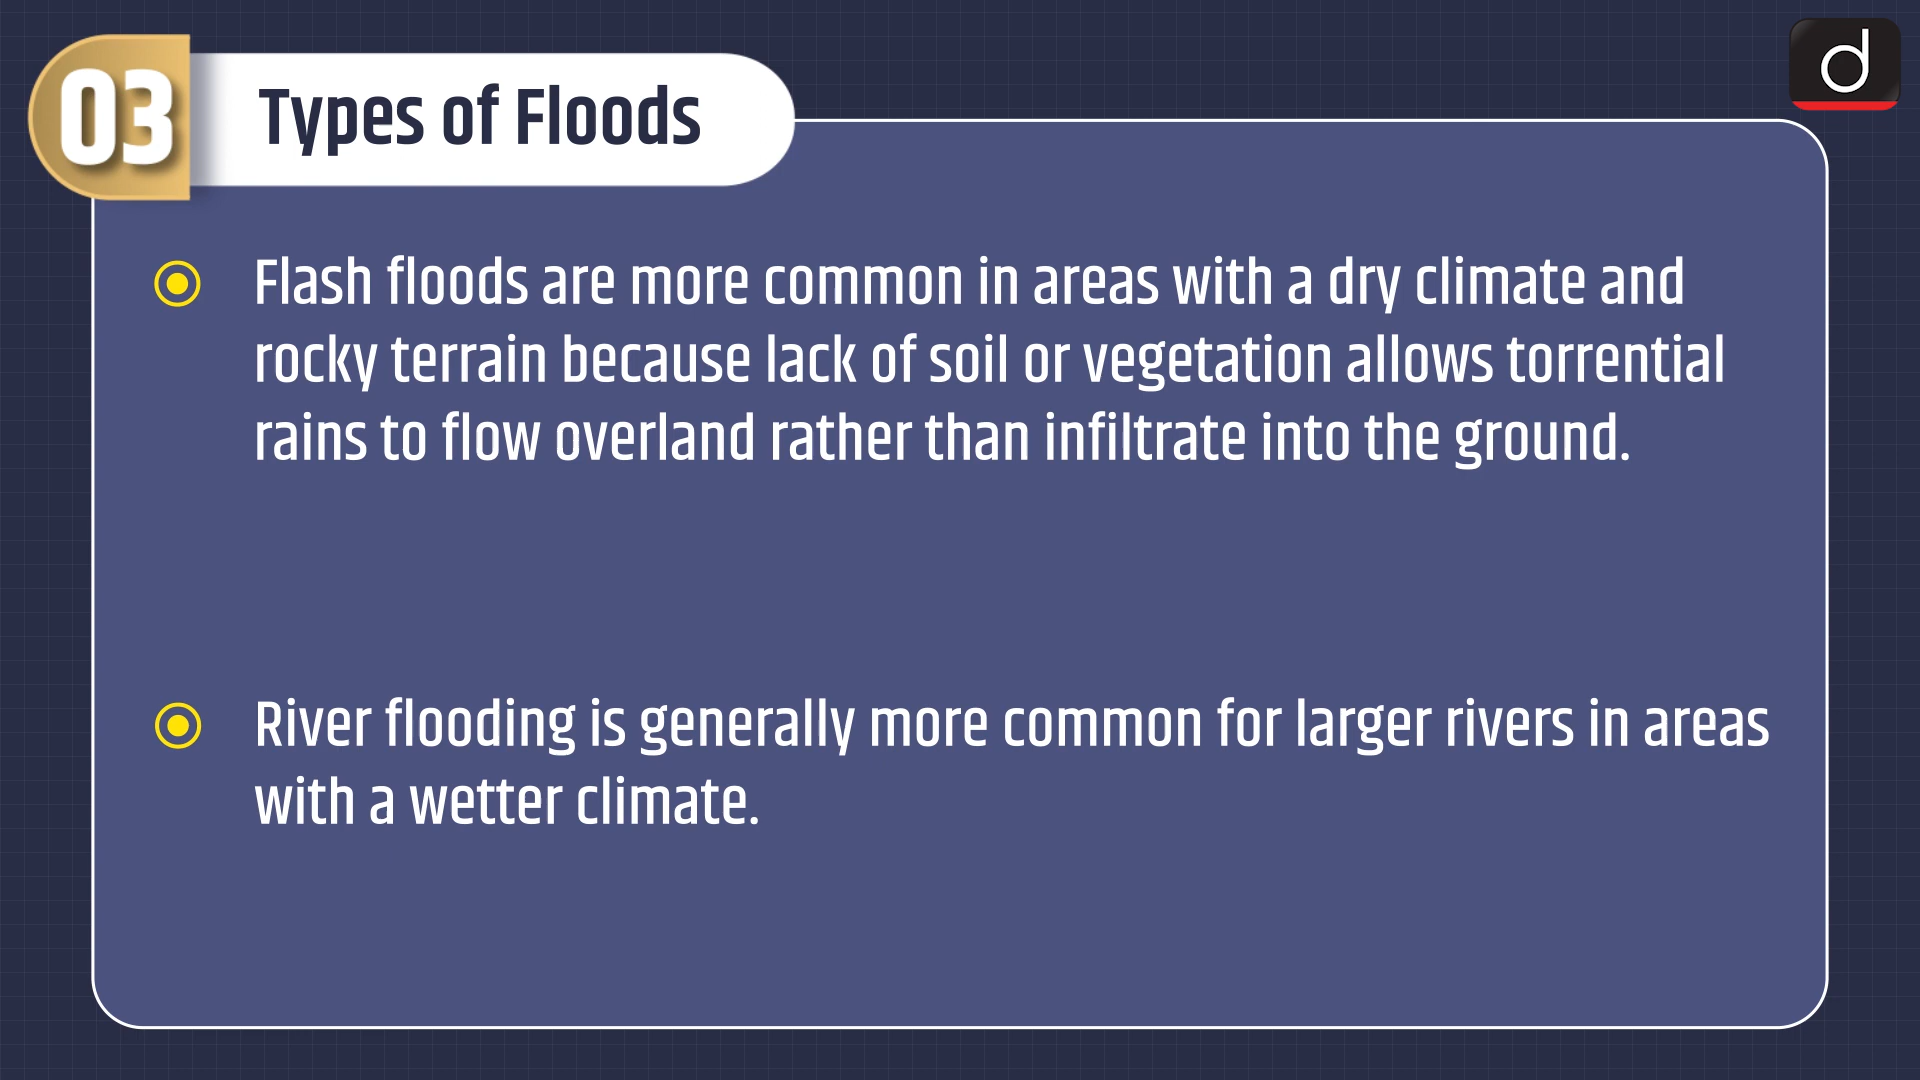 03
Types of Floods
d
Flash floods are more common in areas with a dry climate and
rocky terrain because lack of soil or vegetation allows torrential
rains to flow overland rather than infiltrate into the ground.
River flooding is generally more common for larger rivers in areas
with a wetter climate.